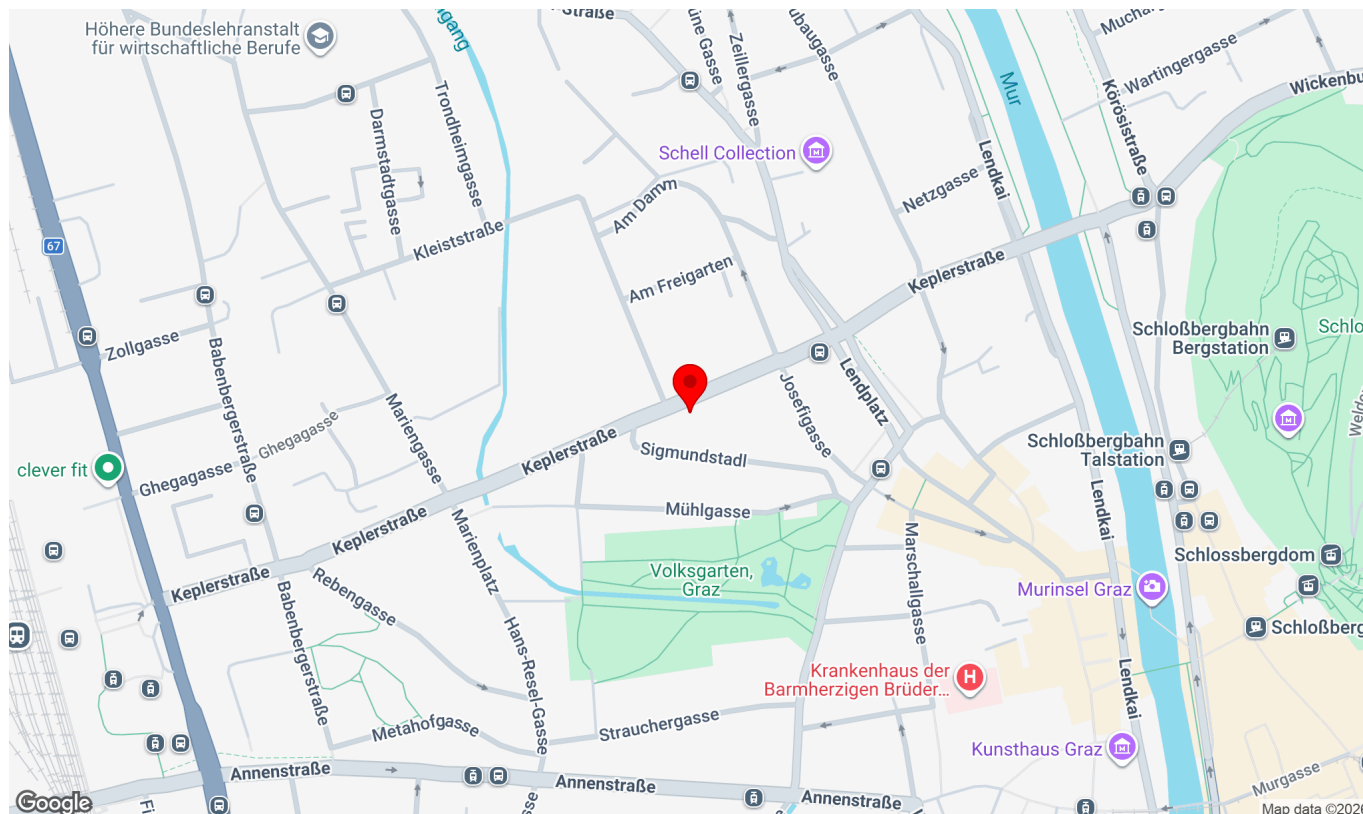 Höhere Bundeslehranstalt
für wirtschaftliche Berufe
Straße
Zeillergasse
Mur
Wartingergasse
Körösistraße
Trondheimgasse
Darmstadtgasse
Schell Collection
Lendkai
Netzgasse
Am Damm
67
Kleiststraße
Am Freigarten
Keplerstraße
Zollgasse
Babenbergerstraße
Schloßbergbahn
Bergstation
Lendplatz
Josefigasse
Mariengasse
Ghegagasse
Ghegagasse
clever fit
Keplerstraße
Sigmundstadl
Schloßbergbahn
Talstation
Lendkai
Mühlgasse
Keplerstraße
Marienplatz
Marschallgasse
Schlossbergdom
Volksgarten,
Graz
Keplerstraße
Rebengasse
Babenbergerstraße
Murinsel Graz
Hans-Resel-Gasse
Krankenhaus der
Barmherzigen Brüder...
H
Lendkai
Metahofgasse
Strauchergasse
Kunsthaus Graz
Annenstraße
Annenstraße
Annenstraße
Murgasse
Google
Map data ©2026